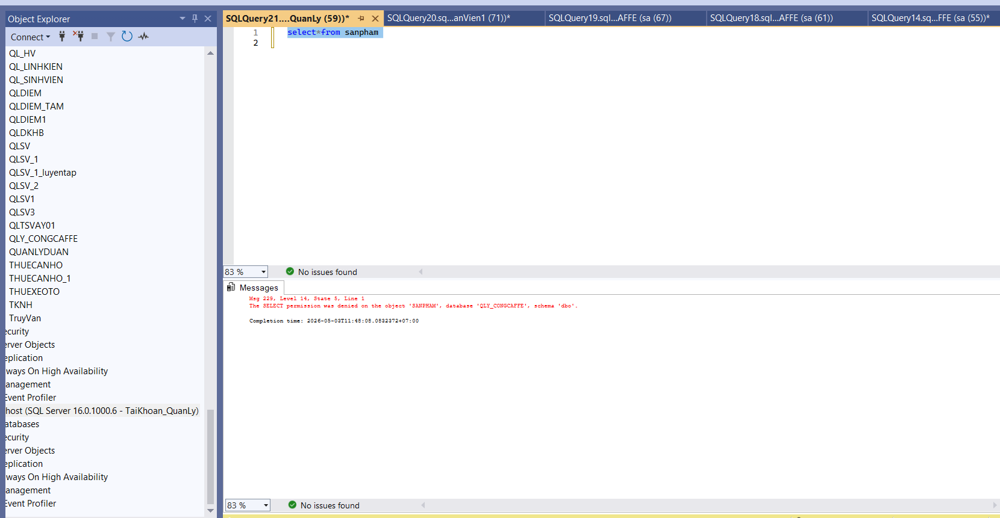 Object Explorer
Connect
QL_HV
QL_LINHKIEN
QL_SINHVIEN
QLDIEM
QLDIEM_TAM
QLDIEM1
QLDKHB
QLSV
QLSV_1
QLSV_1_luyentap
QLSV_2
QLSV1
QLSV3
QLTSVAY01
QLY_CONGCAFFE
QUANLYDUAN
THUECANHO
THUECANHO_1
THUEXEOTO
TKNH
TruyVan
ecurity
erver Objects
eplication
ways On High Availability
anagement
Event Profiler
host (SQL Server 16.0.1000.6 - TaiKhoan_QuanLy)
atabases
ecurity
erver Objects
eplication
ways On High Availability
anagement
Event Profiler
SQLQuery21....QuanLy (59))* SQLQuery20.sq...anVien1 (71))* SQLQuery19.sql...AFFE (sa (67)) SQLQuery18.sql...AFFE (sa (61)) SQLQuery14.sq...FFE (sa (55))*
1 select*from sanpham
2
83 % No issues found
Messages
Msg 229, Level 14, State 5, Line 1
The SELECT permission was denied on the object 'SANPHAM', database 'QLY_CONGCAFFE', schema 'dbo'.
Completion time: 2026-05-03T11:48:08.0832372+07:00
83 % No issues found